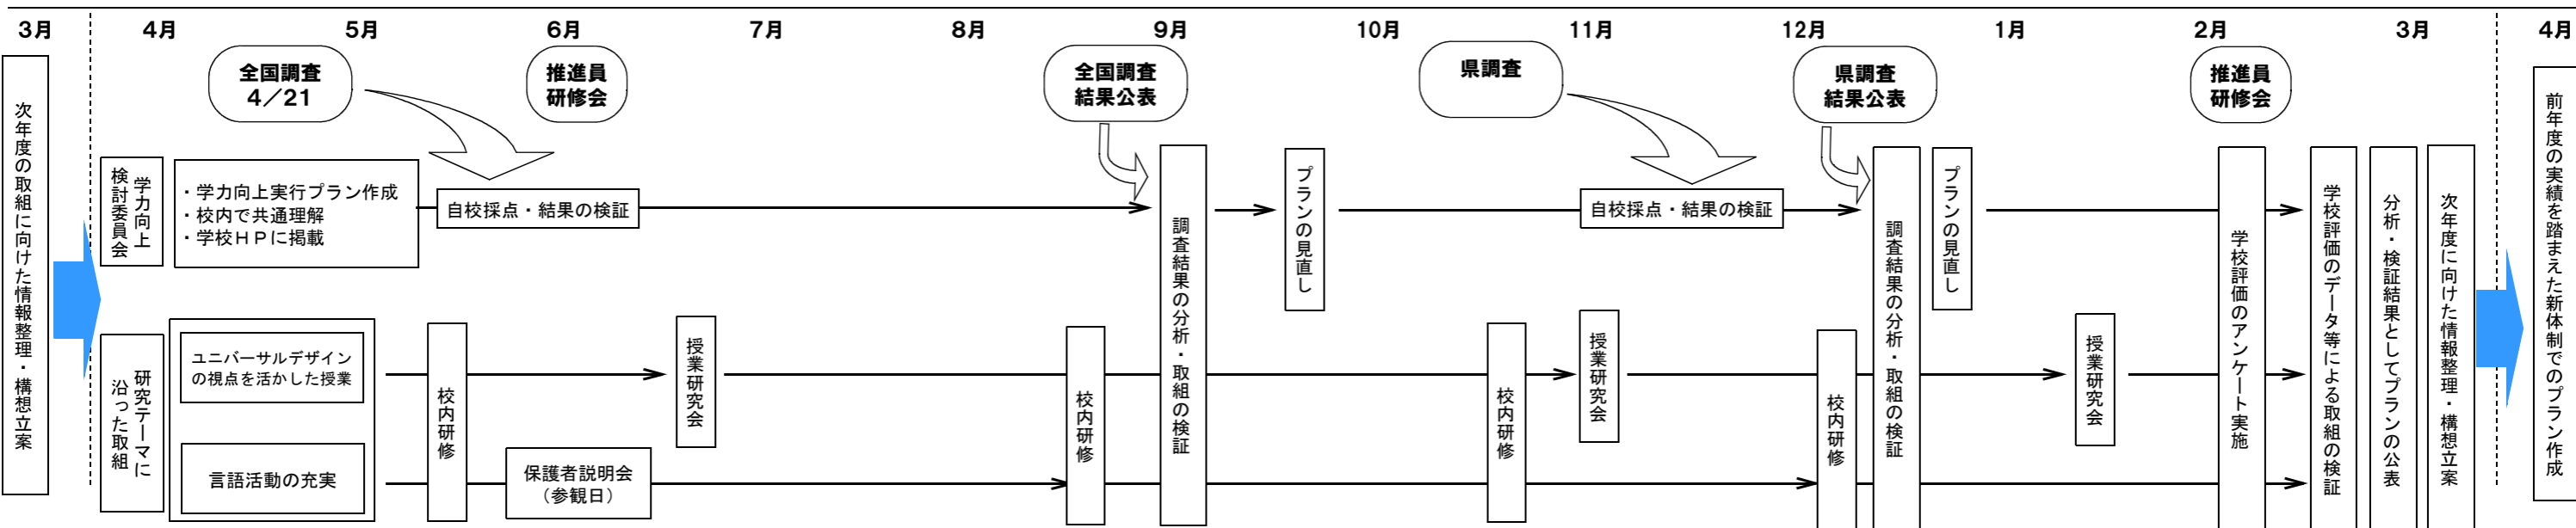 3月
4月
5月
6月
7月
8月
9月
10月
11月
12月
1月
2月
3月
4月
全国調査
4／21
推進員
研修会
全国調査
結果公表
県調査
県調査
結果公表
推進員
研修会
次年度の取組に向けた情報整理・構想立案
学力向上
検討委員会
・学力向上実行プラン作成
・校内で共通理解
・学校ＨＰに掲載
自校採点・結果の検証
調査結果の分析・取組の検証
プランの見直し
自校採点・結果の検証
調査結果の分析・取組の検証
プランの見直し
学校評価のアンケート実施
学校評価のデータ等による取組の検証
分析・検証結果としてプランの公表
次年度に向けた情報整理・構想立案
前年度の実績を踏まえた新体制でのプラン作成
研究テーマに
沿った取組
ユニバーサルデザイン
の視点を活かした授業
言語活動の充実
校内研修
保護者説明会
（参観日）
授業研究会
校内研修
校内研修
授業研究会
校内研修
授業研究会